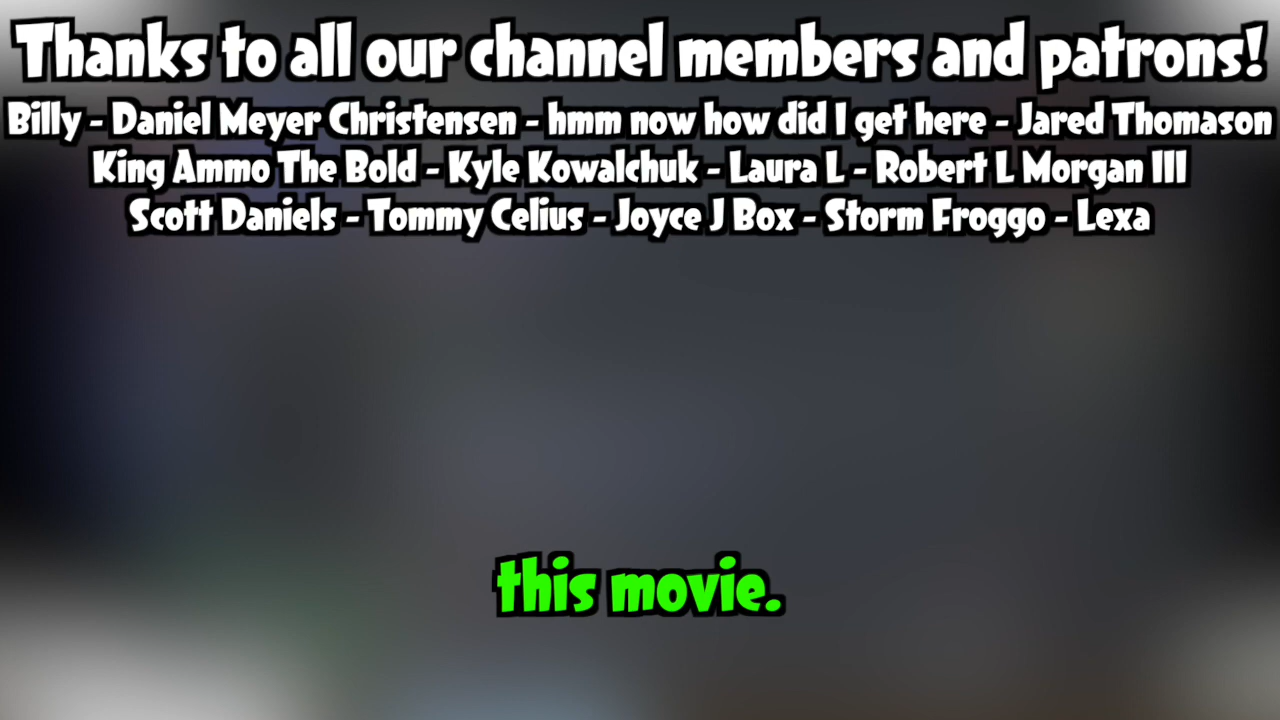 Thanks to all our channel members and patrons!
Billy - Daniel Meyer Christensen - hmm now how did I get here - Jared Thomason
King Ammo The Bold - Kyle Kowalchuk - Laura L - Robert L Morgan III
Scott Daniels - Tommy Celius - Joyce J Box - Storm Froggo - Lexa
this movie.